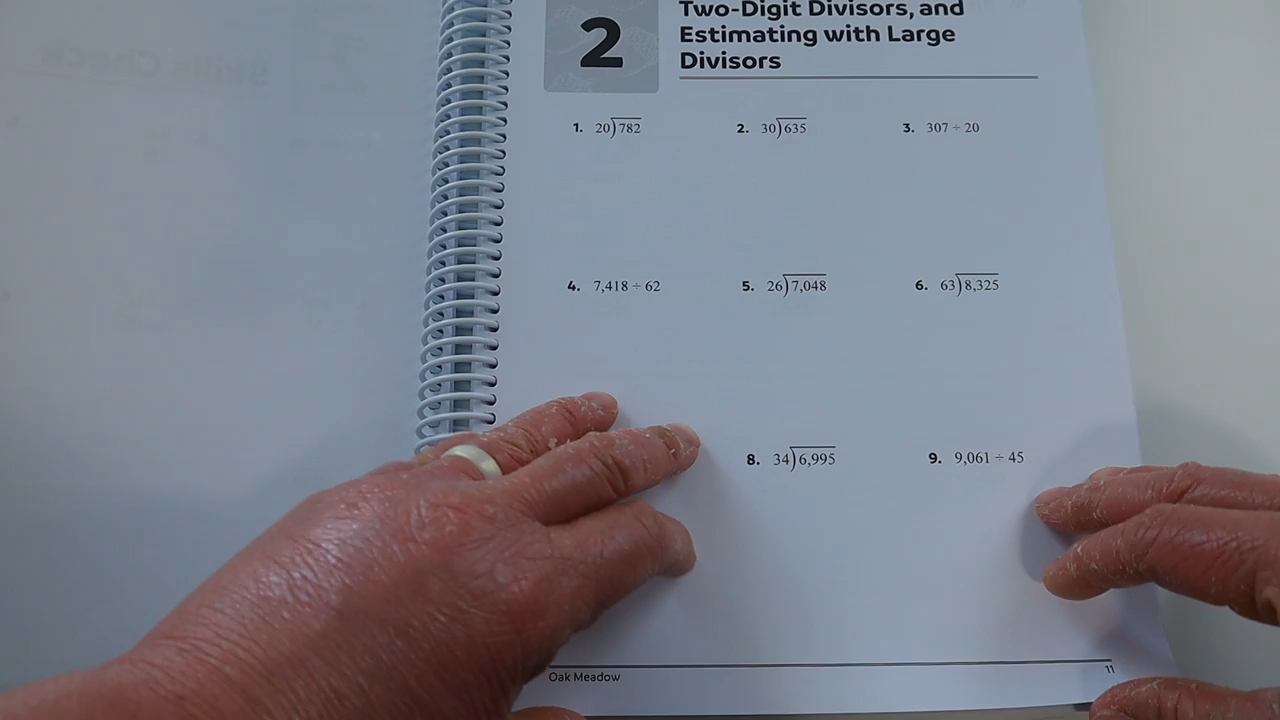 2
Two-Digit Divisors, and
Estimating with Large
Divisors
1. 20)782
2. 30)635
3. 307 ÷ 20
4. 7,418 ÷ 62
5. 26)7,048
6. 63)8,325
8. 34)6,995
9. 9,061 ÷ 45
Oak Meadow
11